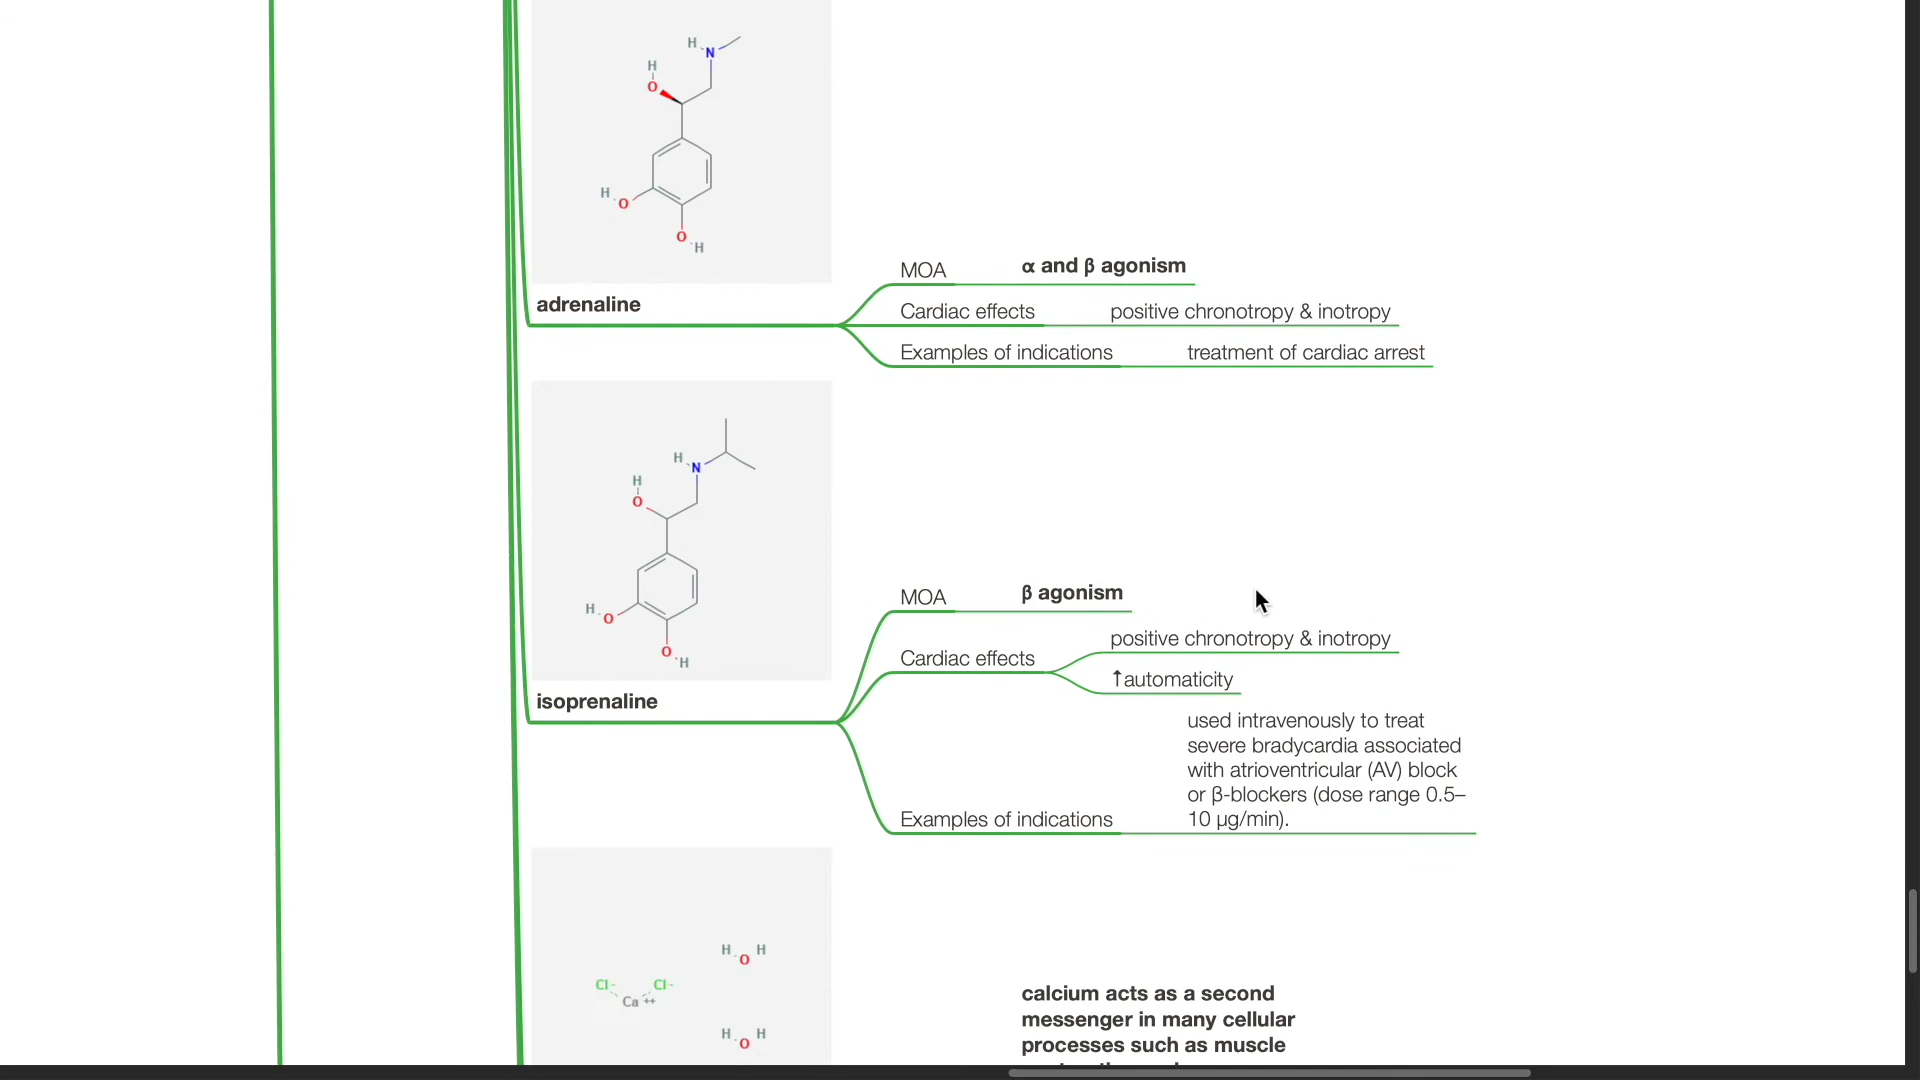 H
N
H
O
H
O
O
H
adrenaline
MOA
α and β agonism
Cardiac effects
positive chronotropy & inotropy
Examples of indications
treatment of cardiac arrest
H
N
H
O
H
O
O
H
isoprenaline
MOA
β agonism
Cardiac effects
positive chronotropy & inotropy
↑automaticity
Examples of indications
used intravenously to treat
severe bradycardia associated
with atrioventricular (AV) block
or β-blockers (dose range 0.5–
10 µg/min).
H O H
Cl- Cl-
Ca ++
H O H
calcium acts as a second
messenger in many cellular
processes such as muscle